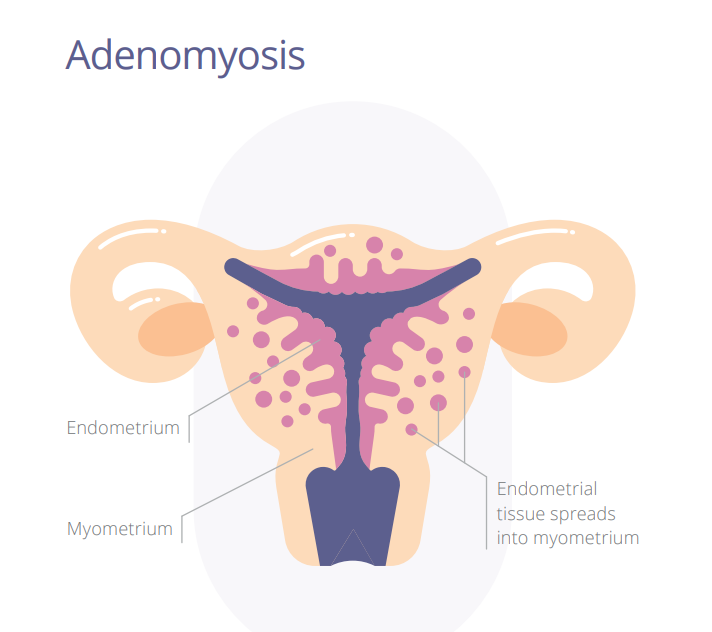 Adenomyosis
Endometrium
Myometrium
Endometrial
tissue spreads
into myometrium